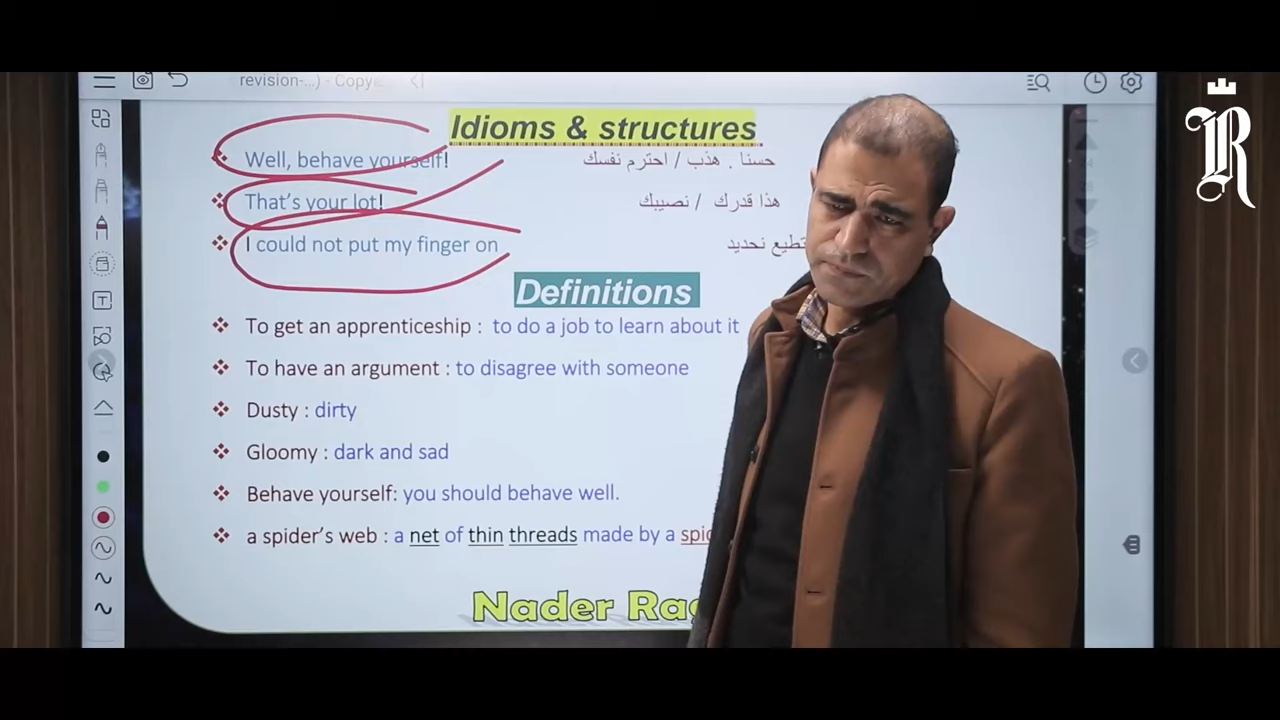 revision-...) - Copy
R
Idioms & structures
Well, behave yourself! حسنا . هذب / احترم نفسك
That's your lot! هذا قدرك / نصيبك
I could not put my finger on نحديد
Definitions
To get an apprenticeship : to do a job to learn about it
To have an argument : to disagree with someone
Dusty : dirty
Gloomy : dark and sad
Behave yourself: you should behave well.
a spider's web : a net of thin threads made by a
Nader